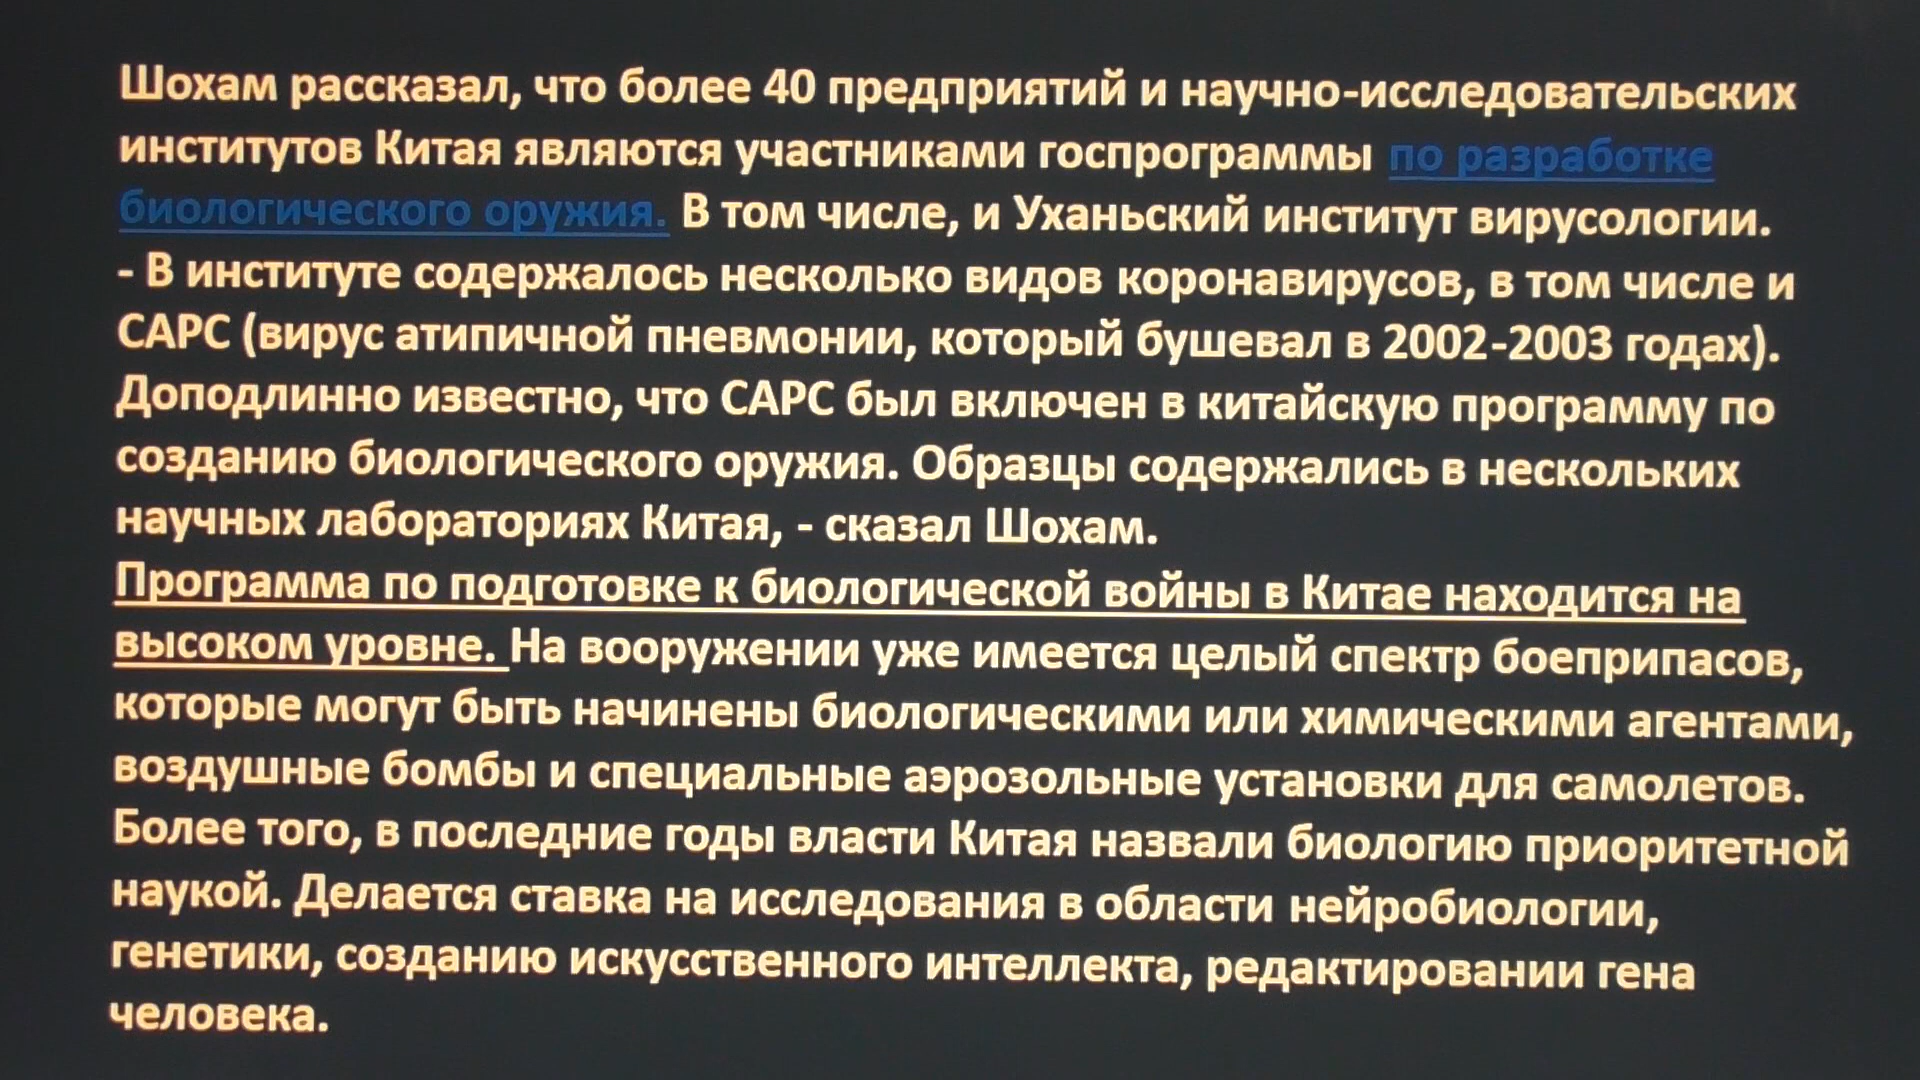 Шохам рассказал, что более 40 предприятий и научно-исследовательских
институтов Китая являются участниками госпрограммы по разработке
биологического оружия. В том числе, и Уханьский институт вирусологии.
- В институте содержалось несколько видов коронавирусов, в том числе и
САРС (вирус атипичной пневмонии, который бушевал в 2002-2003 годах).
Доподлинно известно, что САРС был включен в китайскую программу по
созданию биологического оружия. Образцы содержались в нескольких
научных лабораториях Китая, - сказал Шохам.
Программа по подготовке к биологической войны в Китае находится на
высоком уровне. На вооружении уже имеется целый спектр боеприпасов,
которые могут быть начинены биологическими или химическими агентами,
воздушные бомбы и специальные аэрозольные установки для самолетов.
Более того, в последние годы власти Китая назвали биологию приоритетной
наукой. Делается ставка на исследования в области нейробиологии,
генетики, созданию искусственного интеллекта, редактировании гена
человека.